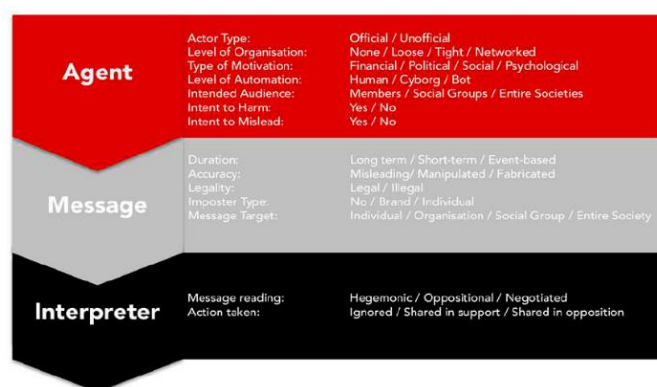 Agent
Actor Type: Official / Unofficial
Level of Organisation: None / Loose / Tight / Networked
Type of Motivation: Financial / Political / Social / Psychological
Level of Automation: Human / Cyborg / Bot
Intended Audience: Members / Social Groups / Entire Societies
Intent to Harm: Yes / No
Intent to Mislead: Yes / No
Message
Duration: Long term / Short-term / Event-based
Accuracy: Misleading/ Manipulated / Fabricated
Legality: Legal / Illegal
Imposter Type: No / Brand / Individual
Message Target: Individual / Organisation / Social Group / Entire Society
Interpreter
Message reading: Hegemonic / Oppositional / Negotiated
Action taken: Ignored / Shared in support / Shared in opposition